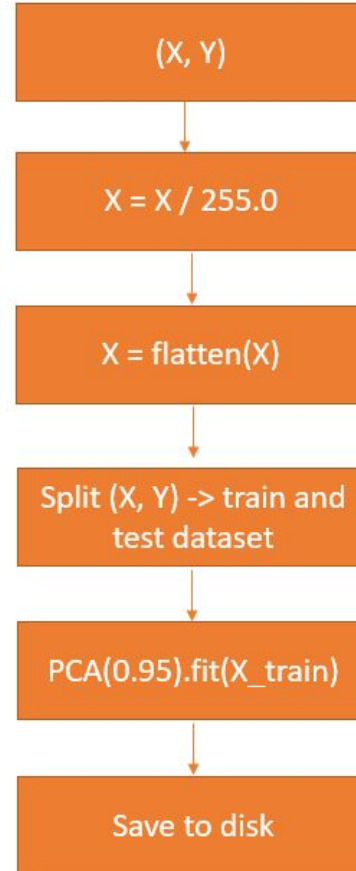 (X, Y)
X = X / 255.0
X = flatten(X)
Split (X, Y) -> train and
test dataset
PCA(0.95).fit(X_train)
Save to disk